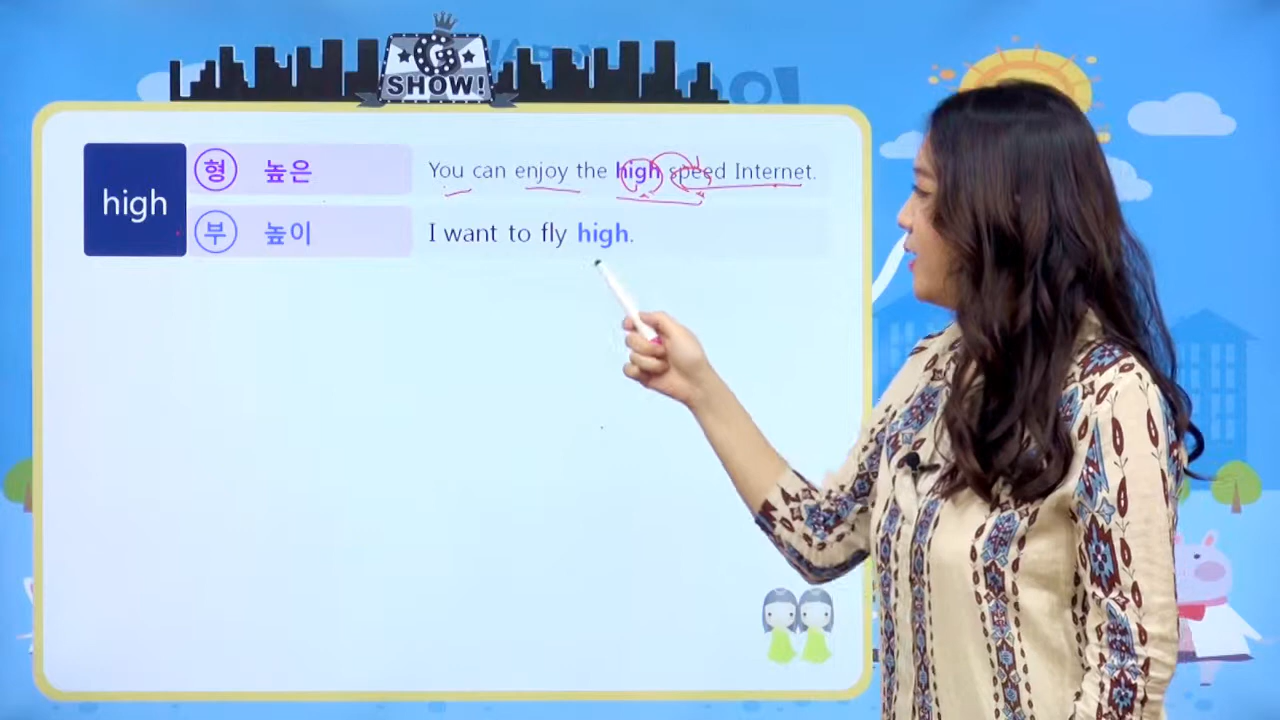 G
SHOW!
high
형 높은 You can enjoy the high speed Internet.
부 높이 I want to fly high.